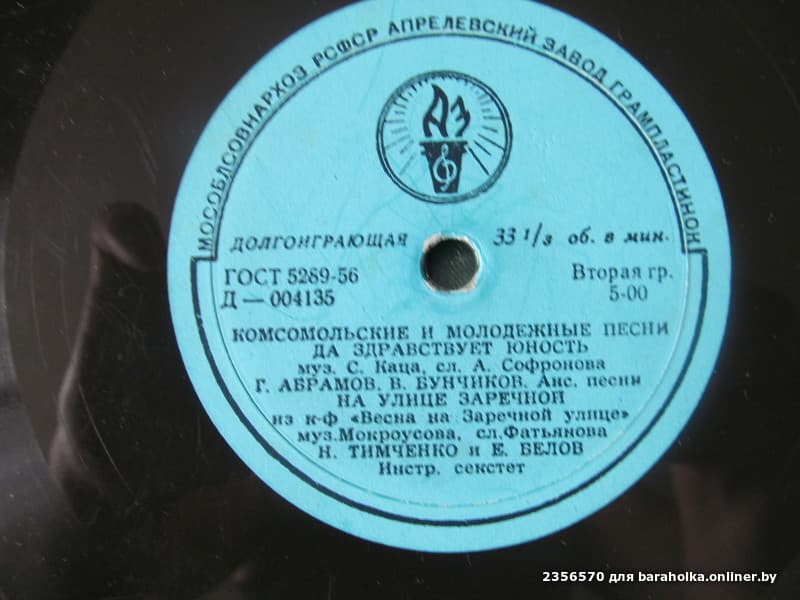 МОСОБЛСОВНАРХОЗ РСФСР АПРЕЛЕВСКИЙ ЗАВОД ГРАМПЛАСТИНОК
АЗ
ДОЛГОИГРАЮЩАЯ 33 1/3 об. в мин.
ГОСТ 5289-56 Вторая гр.
Д — 004135 5-00
КОМСОМОЛЬСКИЕ И МОЛОДЕЖНЫЕ ПЕСНИ
ДА ЗДРАВСТВУЕТ ЮНОСТЬ
муз. С. Каца, сл. А. Софронова
Г. АБРАМОВ, В. БУНЧИКОВ. Анс. песни
НА УЛИЦЕ ЗАРЕЧНОЙ
из к-ф «Весна на Заречной улице»
муз.Мокроусова, сл.Фатьянова
Н. ТИМЧЕНКО и Е. БЕЛОВ
Инстр. секстет
2356570 для baraholka.onliner.by